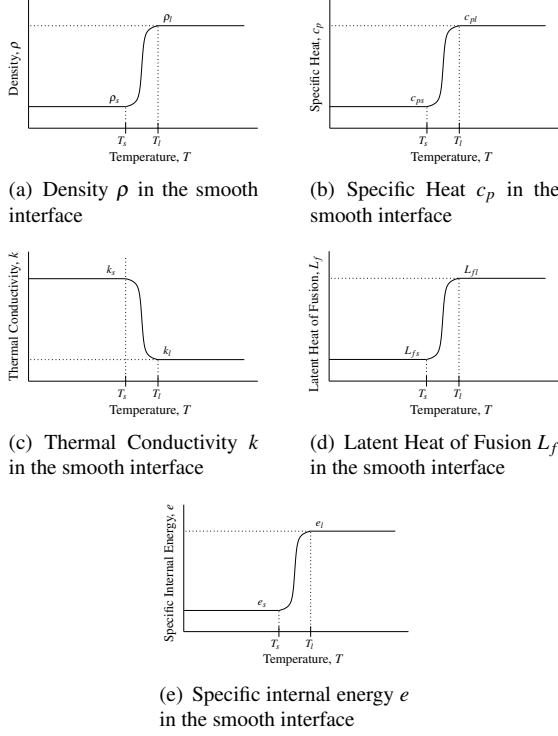 Density, ρ
ρl
ρs
Ts
Tl
Temperature, T
(a) Density ρ in the smooth
interface
Specific Heat, cp
cpl
cps
Ts
Tl
Temperature, T
(b) Specific Heat cp in the
smooth interface
Thermal Conductivity, k
ks
kl
Ts
Tl
Temperature, T
(c) Thermal Conductivity k
in the smooth interface
Latent Heat of Fusion, Lf
Lfl
Lfs
Ts
Tl
Temperature, T
(d) Latent Heat of Fusion Lf
in the smooth interface
Specific Internal Energy, e
el
es
Ts
Tl
Temperature, T
(e) Specific internal energy e
in the smooth interface